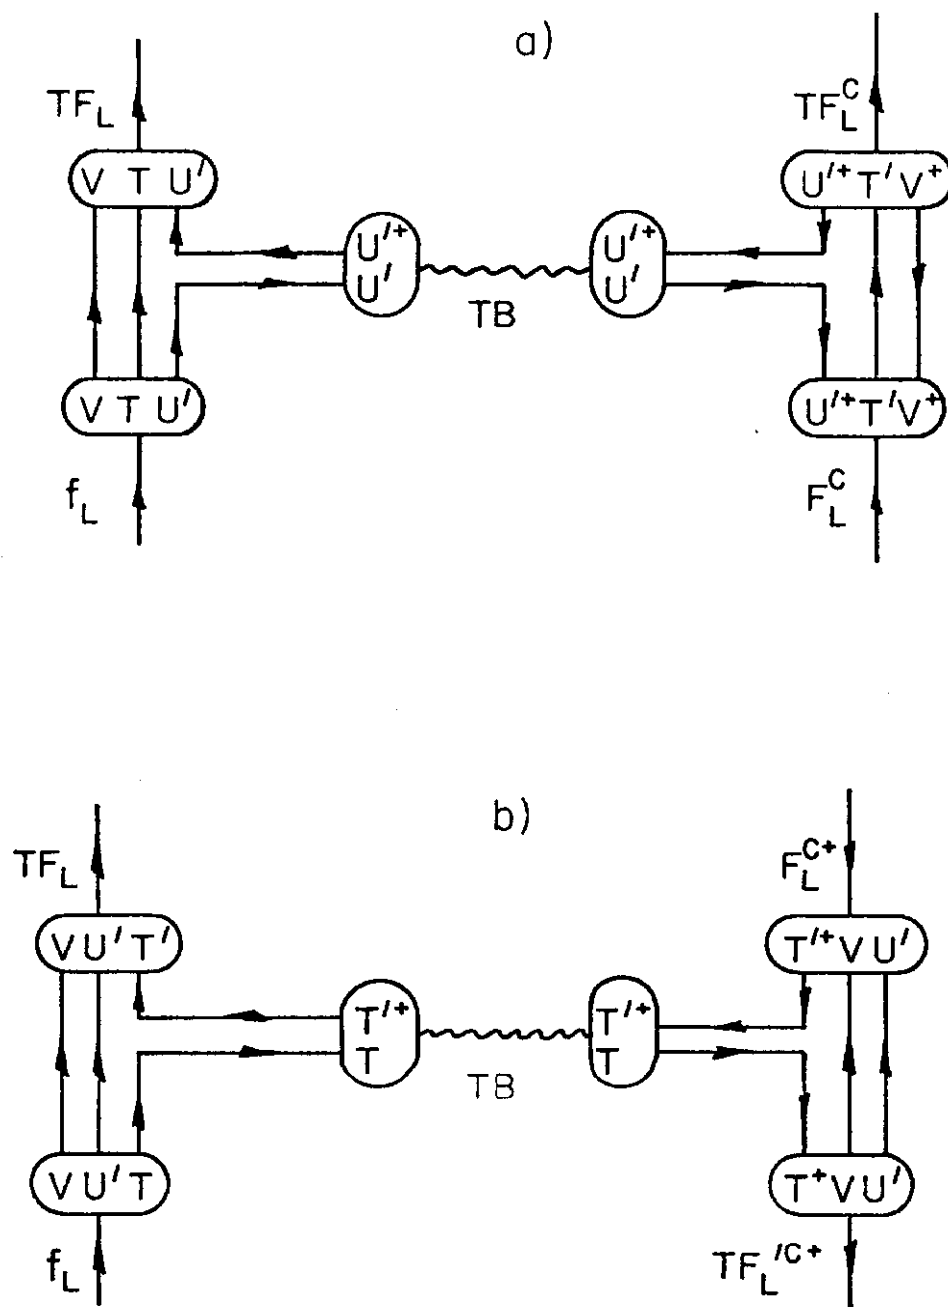 a)
TF_L TF_L^C
V T U′ U′⁺T′V⁺
U′⁺ U′⁺
U′ U′
TB
V T U′ U′⁺T′V⁺
f_L F_L^C
b)
TF_L F_L^C+
V U′ T′ T′⁺V U′
T′⁺ T′⁺
T T
TB
V U′ T T⁺V U′
f_L TF_L^′C+